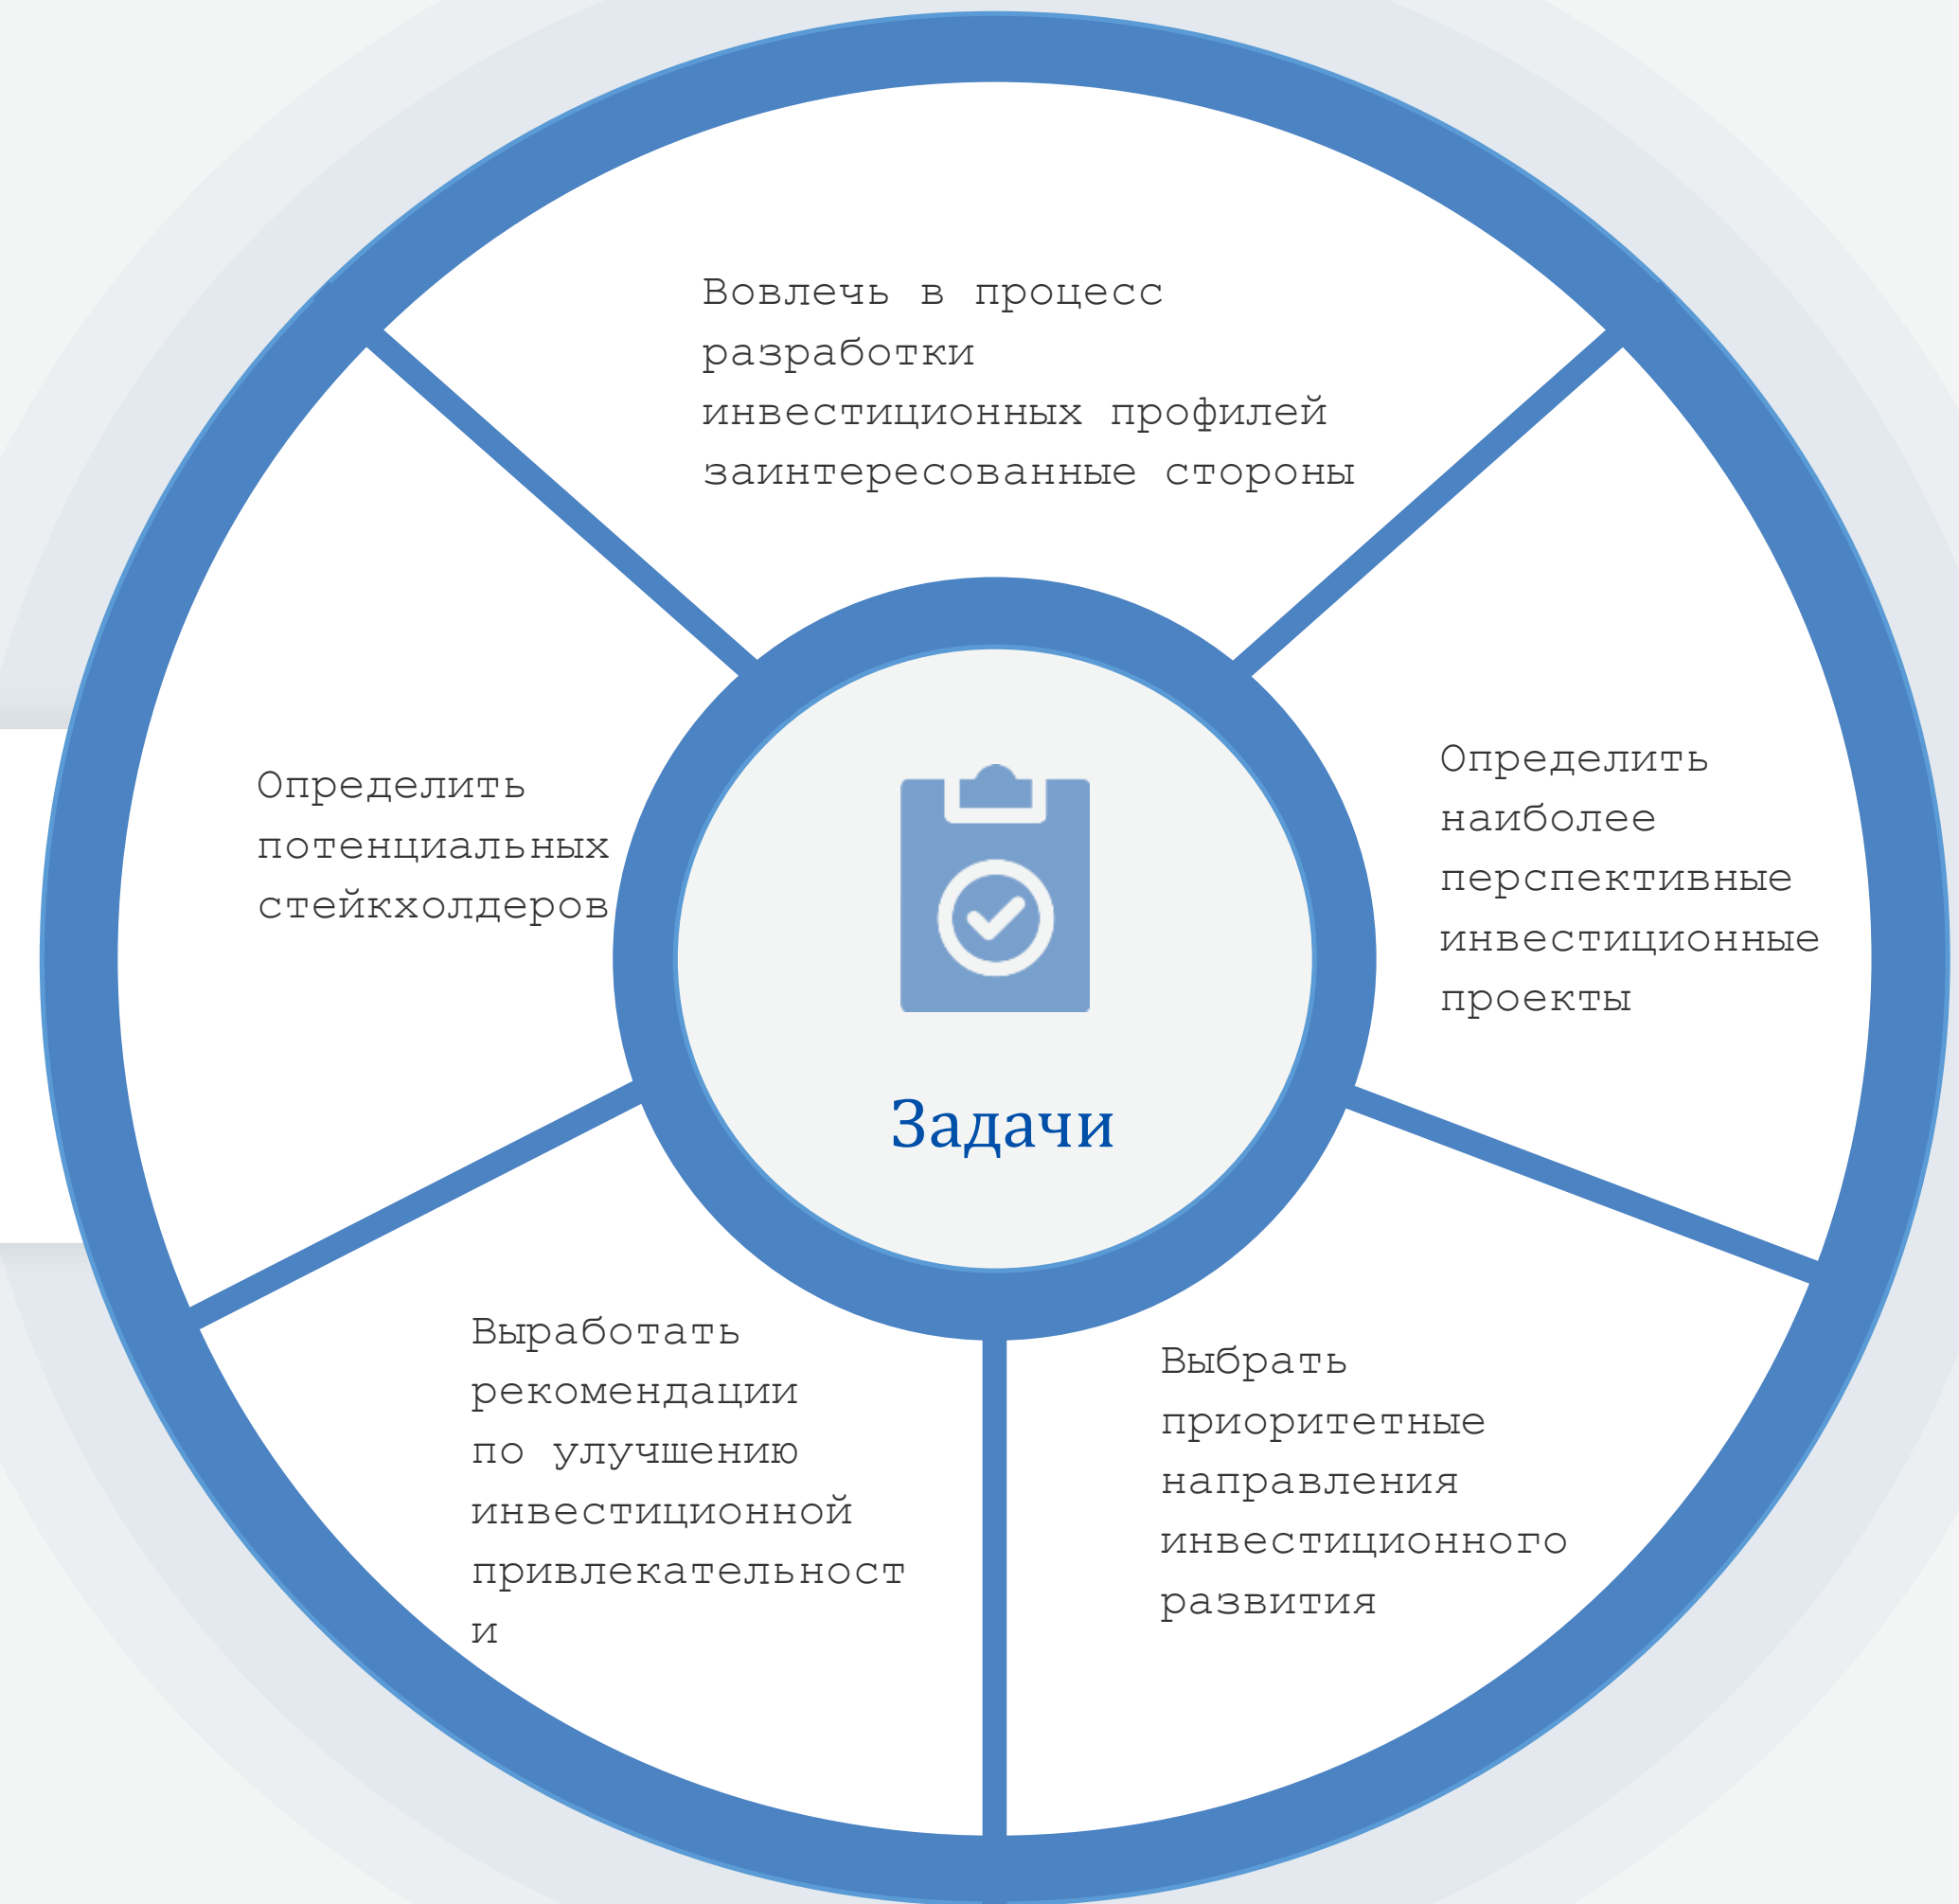 Вовлечь в процесс
разработки
инвестиционных профилей
заинтересованные стороны
Определить
потенциальных
стейкхолдеров
Определить
наиболее
перспективные
инвестиционные
проекты
Задачи
Выработать
рекомендации
по улучшению
инвестиционной
привлекательност
и
Выбрать
приоритетные
направления
инвестиционного
развития